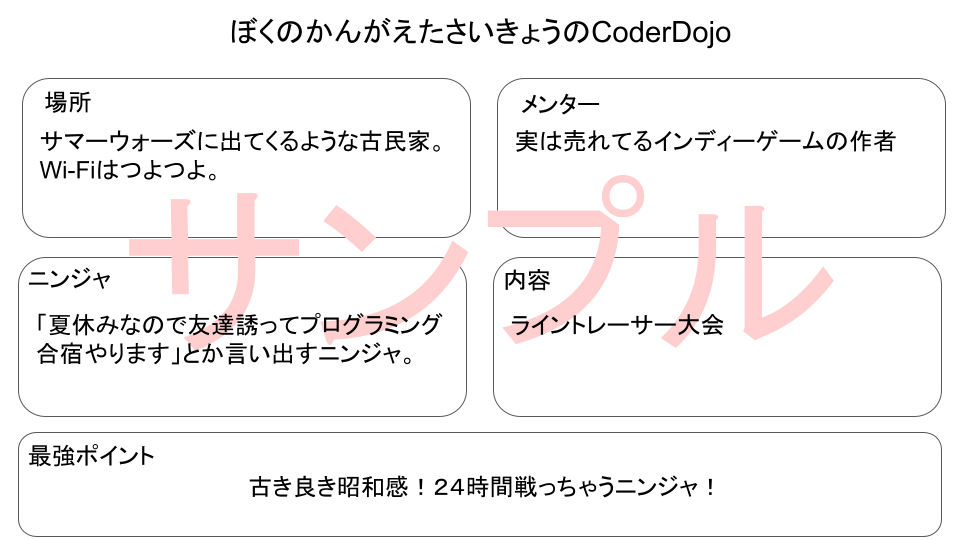 ぼくのかんがえたさいきょうのCoderDojo
場所
サマーウォーズに出てくるような古民家。
Wi-Fiはつよつよ。
メンター
実は売れてるインディーゲームの作者
サンプル
ニンジャ
「夏休みなので友達誘ってプログラミング
合宿やります」とか言い出すニンジャ。
内容
ライントレーサー大会
最強ポイント
古き良き昭和感！２４時間戦っちゃうニンジャ！